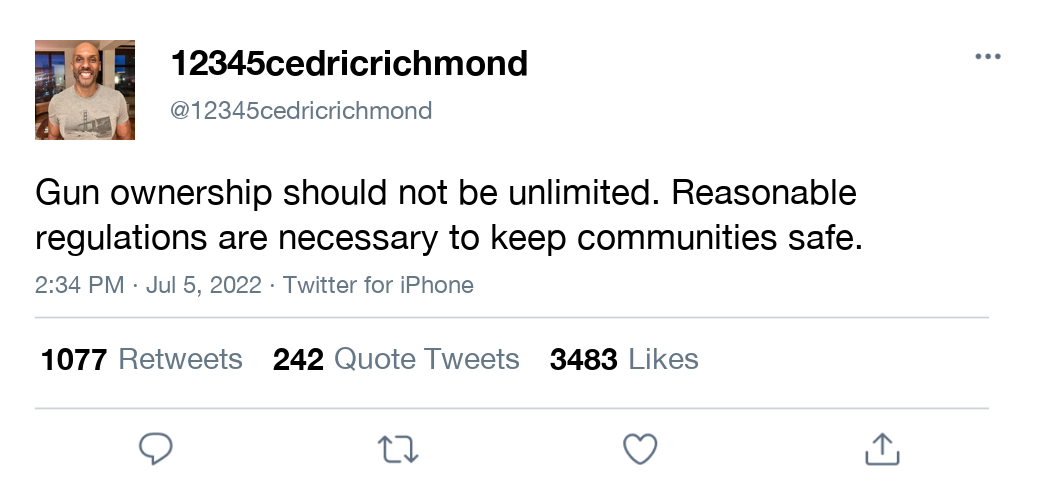 12345cedricrichmond
@12345cedricrichmond
Gun ownership should not be unlimited. Reasonable
regulations are necessary to keep communities safe.
2:34 PM · Jul 5, 2022 · Twitter for iPhone
1077 Retweets 242 Quote Tweets 3483 Likes